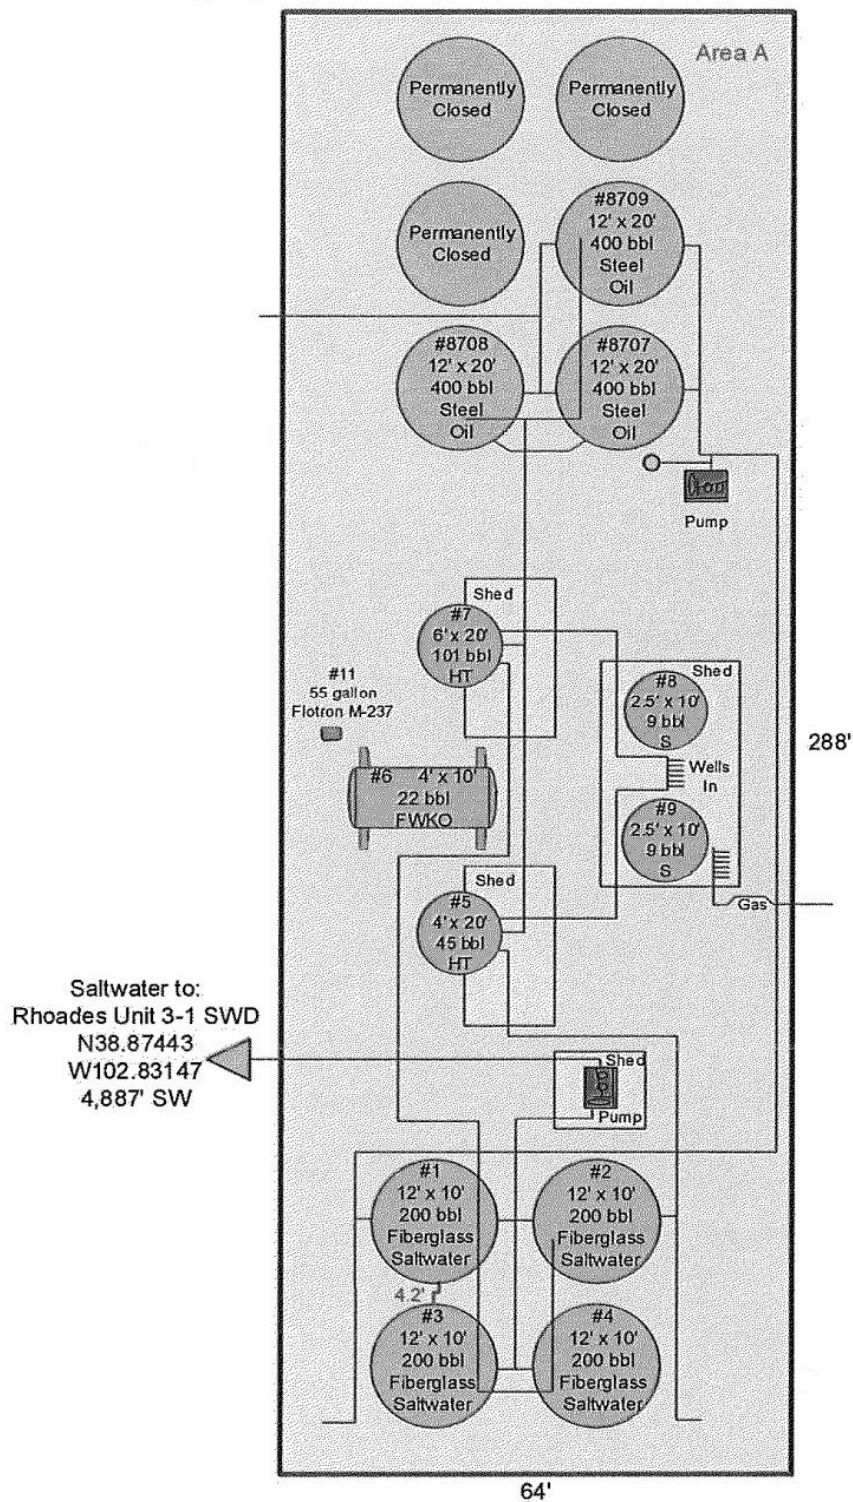 Area A
Permanently
Closed
Permanently
Closed
Permanently
Closed
#8709
12' x 20'
400 bbl
Steel
Oil
#8708
12' x 20'
400 bbl
Steel
Oil
#8707
12' x 20'
400 bbl
Steel
Oil
Pump
Shed
#7
6' x 20'
101 bbl
HT
#11
55 gallon
Flotron M-237
Shed
#8
2.5' x 10'
9 bbl
S
288'
Wells
In
#6 4' x 10'
22 bbl
FWKO
#9
2.5' x 10'
9 bbl
S
Gas
Shed
#5
4' x 20'
45 bbl
HT
Saltwater to:
Rhoades Unit 3-1 SWD
N38.87443
W102.83147
4,887' SW
Shed
Pump
#1
12' x 10'
200 bbl
Fiberglass
Saltwater
#2
12' x 10'
200 bbl
Fiberglass
Saltwater
4.2'
#3
12' x 10'
200 bbl
Fiberglass
Saltwater
#4
12' x 10'
200 bbl
Fiberglass
Saltwater
64'